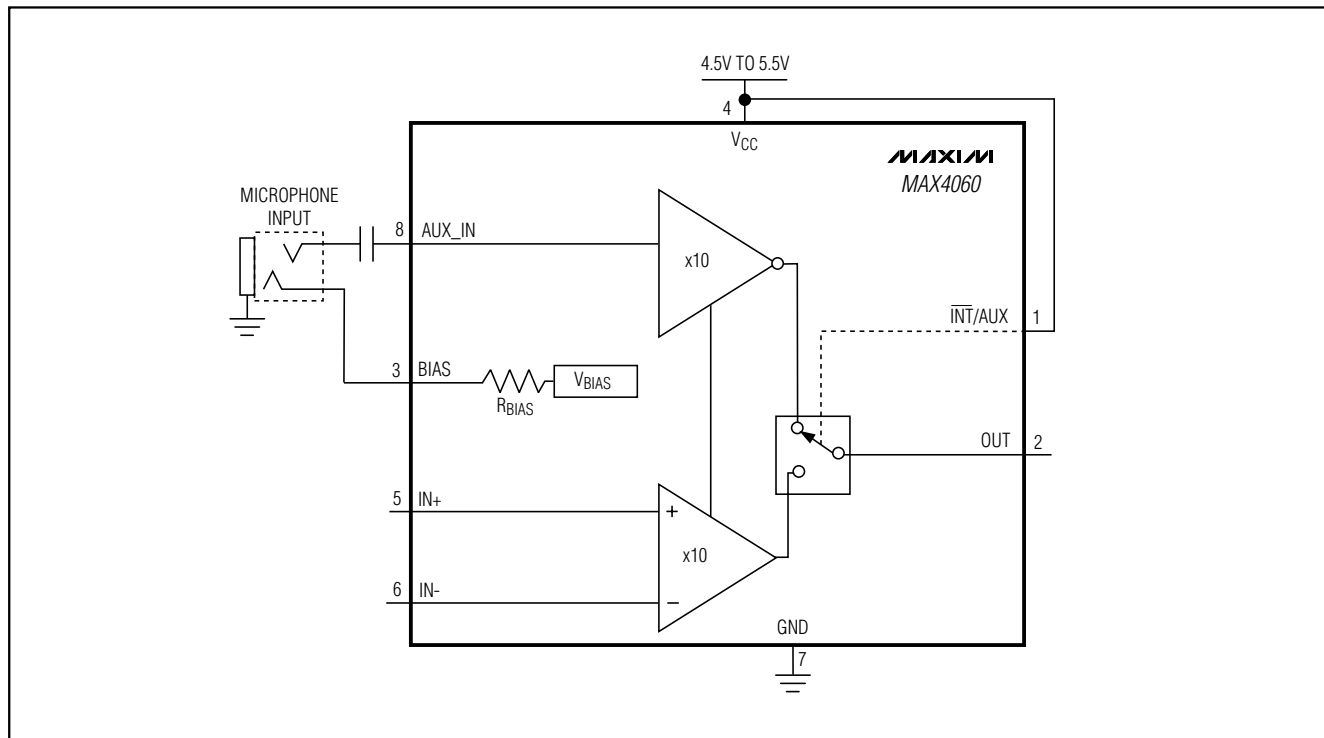 4.5V TO 5.5V
4
VCC
MAXIM
MAX4060
MICROPHONE
INPUT
8 AUX_IN
x10
INT/AUX 1
3 BIAS
VBIAS
RBIAS
OUT 2
5 IN+
+
x10
6 IN-
−
GND
7